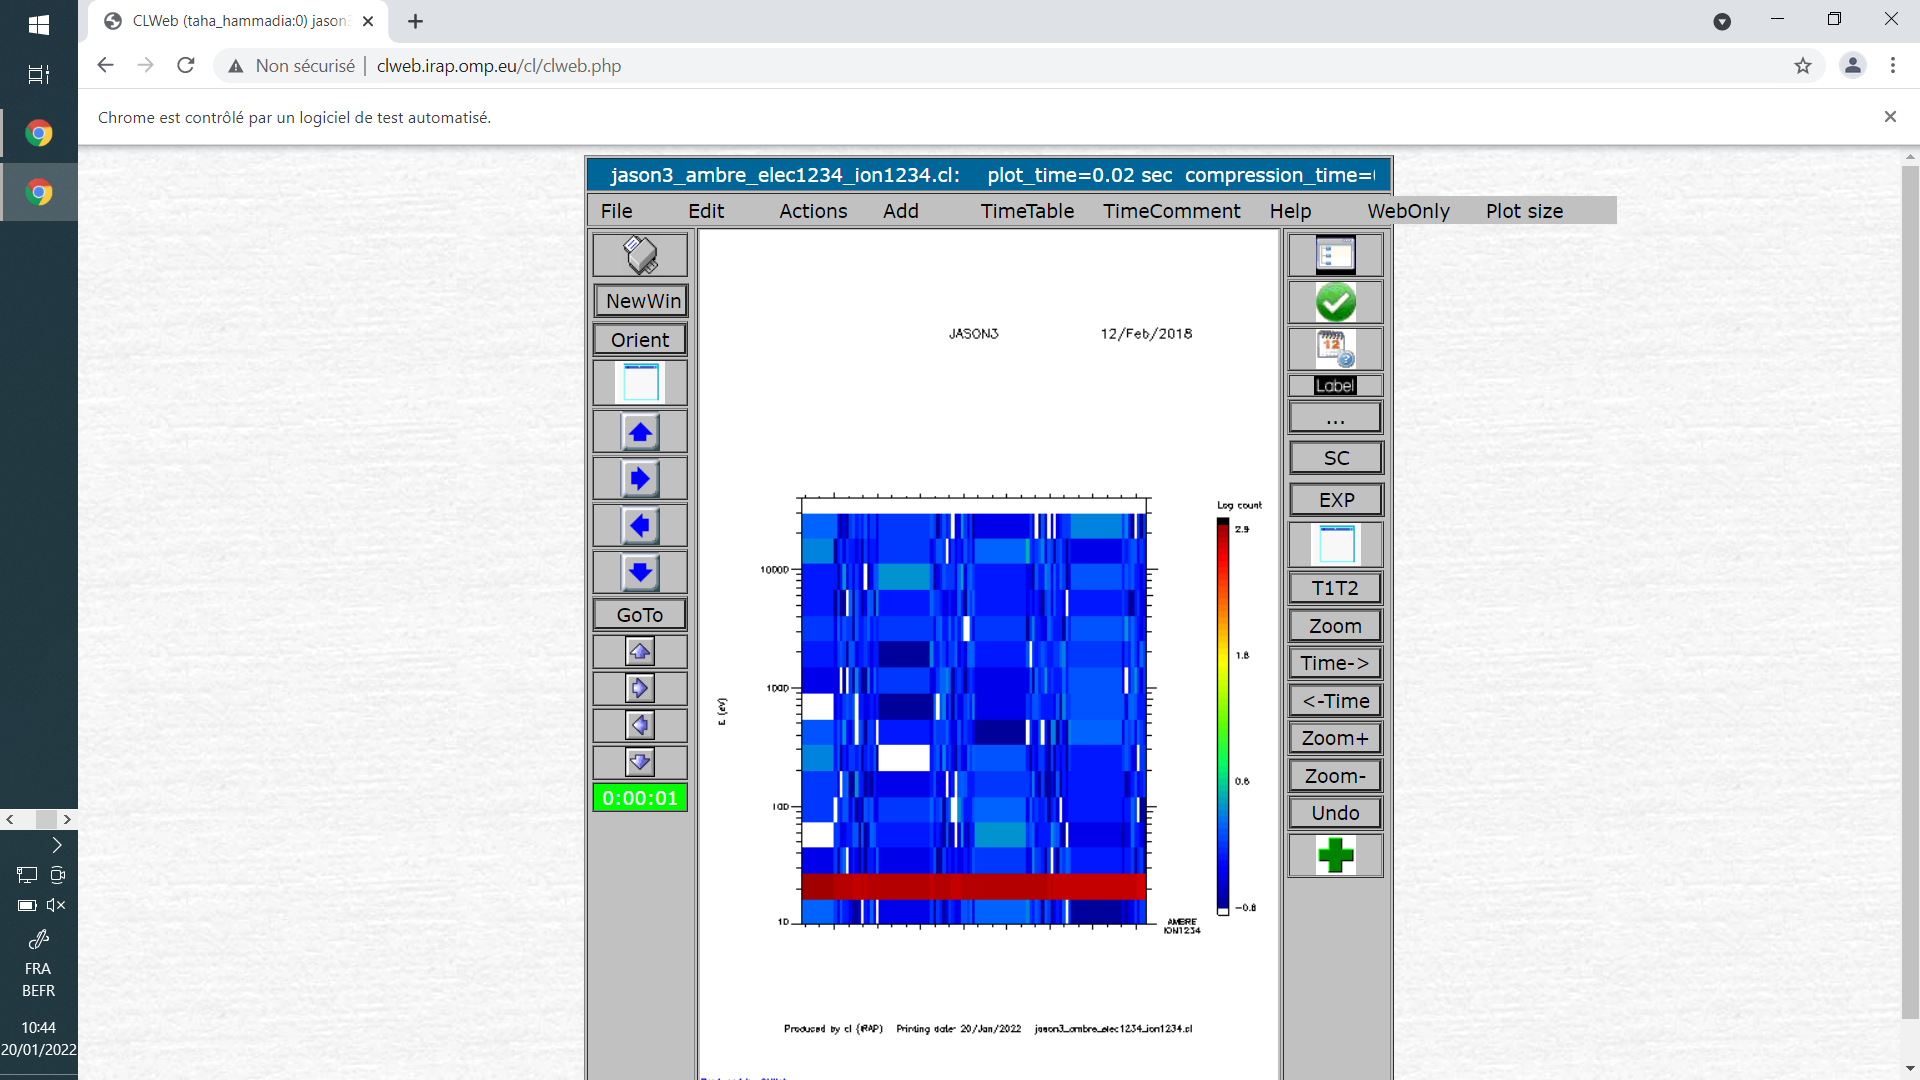 CLWeb (taha_hammadia:0) jason3
Non sécurisé | clweb.irap.omp.eu/cl/clweb.php
Chrome est contrôlé par un logiciel de test automatisé.
jason3_ambre_elec1234_ion1234.cl: plot_time=0.02 sec compression_time=
File Edit Actions Add TimeTable TimeComment Help WebOnly Plot size
NewWin
Orient
GoTo
0:00:01
JASON3 12/Feb/2018
Log count
2.9
1.8
0.6
-0.8
E (eV)
10000
1000
100
10
AMBRE
ION1234
Produced by cl (IRAP) Printing date: 20/Jan/2022 jason3_ambre_elec1234_ion1234.cl
12
Label
...
SC
EXP
T1T2
Zoom
Time->
<-Time
Zoom+
Zoom-
Undo
FRA
BEFR
10:44
20/01/2022